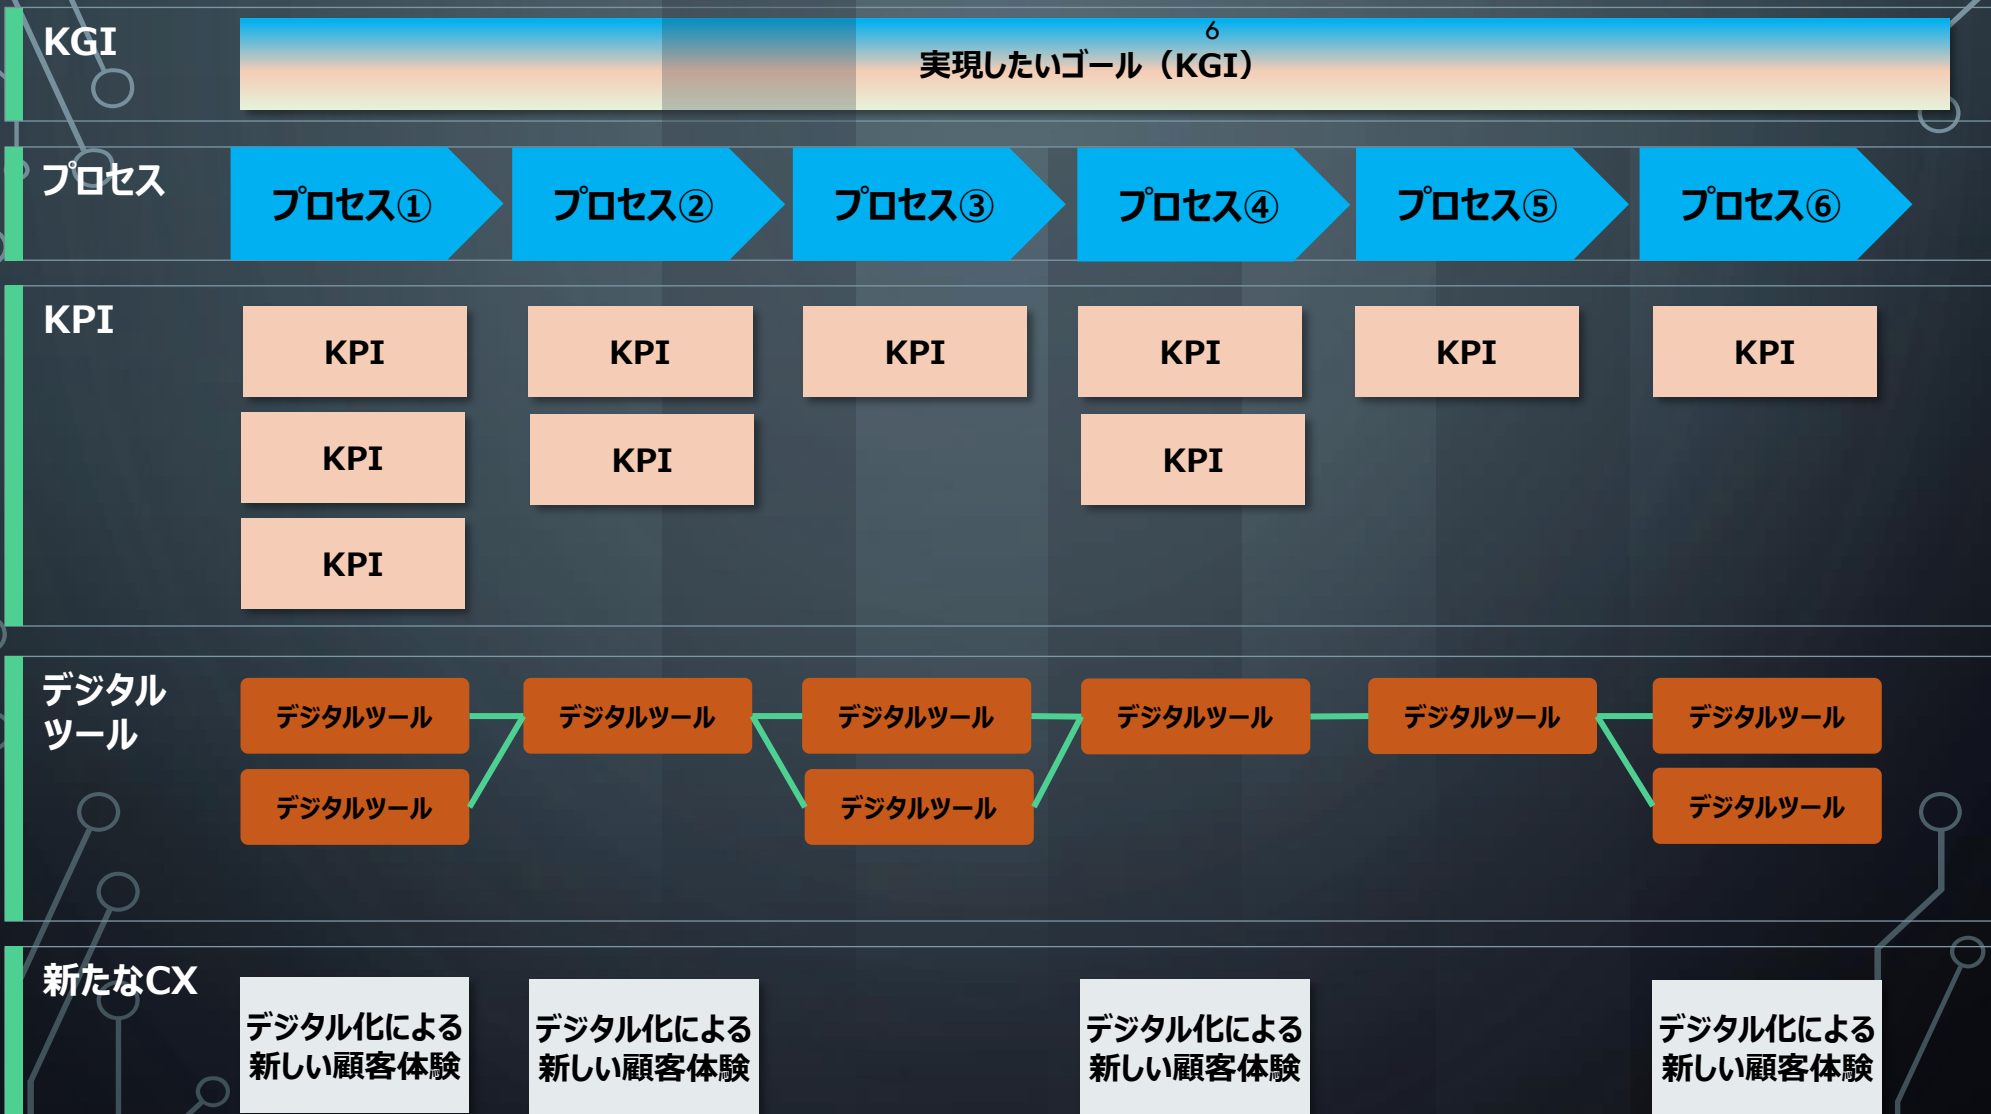 KGI
6
実現したいゴール（KGI）
プロセス
プロセス①
プロセス②
プロセス③
プロセス④
プロセス⑤
プロセス⑥
KPI
KPI
KPI
KPI
KPI
KPI
KPI
KPI
KPI
KPI
KPI
デジタル
ツール
デジタルツール
デジタルツール
デジタルツール
デジタルツール
デジタルツール
デジタルツール
デジタルツール
デジタルツール
デジタルツール
新たなCX
デジタル化による
新しい顧客体験
デジタル化による
新しい顧客体験
デジタル化による
新しい顧客体験
デジタル化による
新しい顧客体験